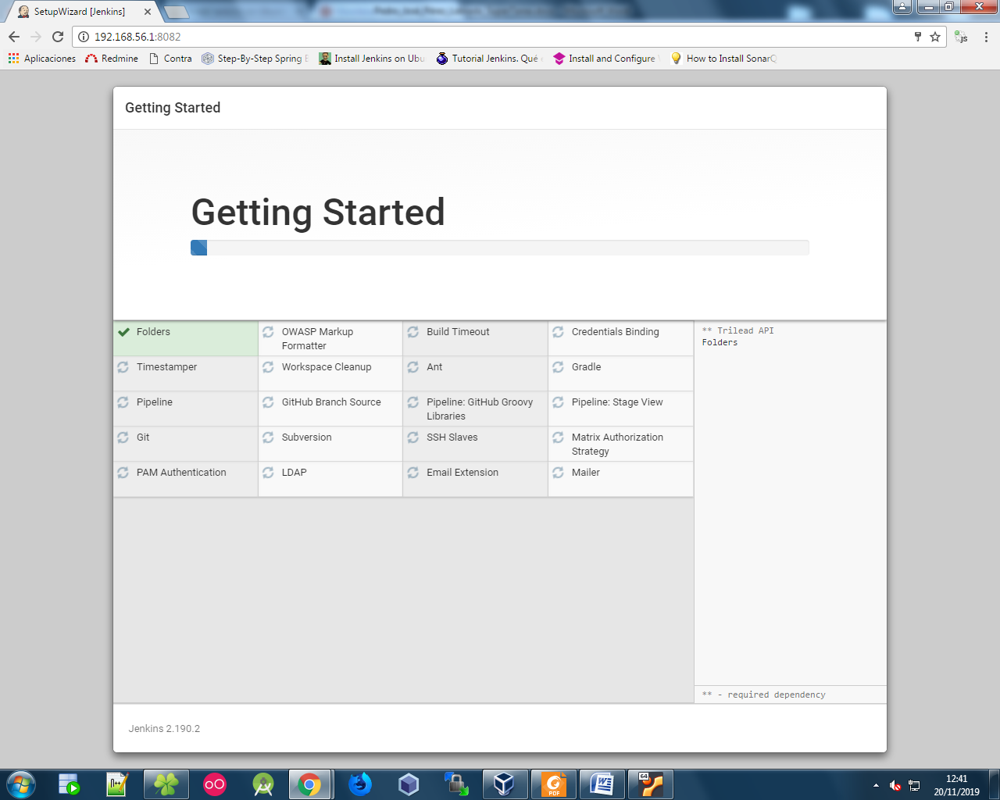 SetupWizard [Jenkins]
192.168.56.1:8082
Aplicaciones
Redmine
Contra
Step-By-Step Spring
Install Jenkins on Ubu
Tutorial Jenkins. Qué
Install and Configure
How to Install SonarQ
js
Getting Started
Getting Started
Folders
OWASP Markup
Formatter
Build Timeout
Credentials Binding
Timestamper
Workspace Cleanup
Ant
Gradle
Pipeline
GitHub Branch Source
Pipeline: GitHub Groovy
Libraries
Pipeline: Stage View
Git
Subversion
SSH Slaves
Matrix Authorization
Strategy
PAM Authentication
LDAP
Email Extension
Mailer
** Trilead API
Folders
** - required dependency
Jenkins 2.190.2
PDF
64
12:41
20/11/2019